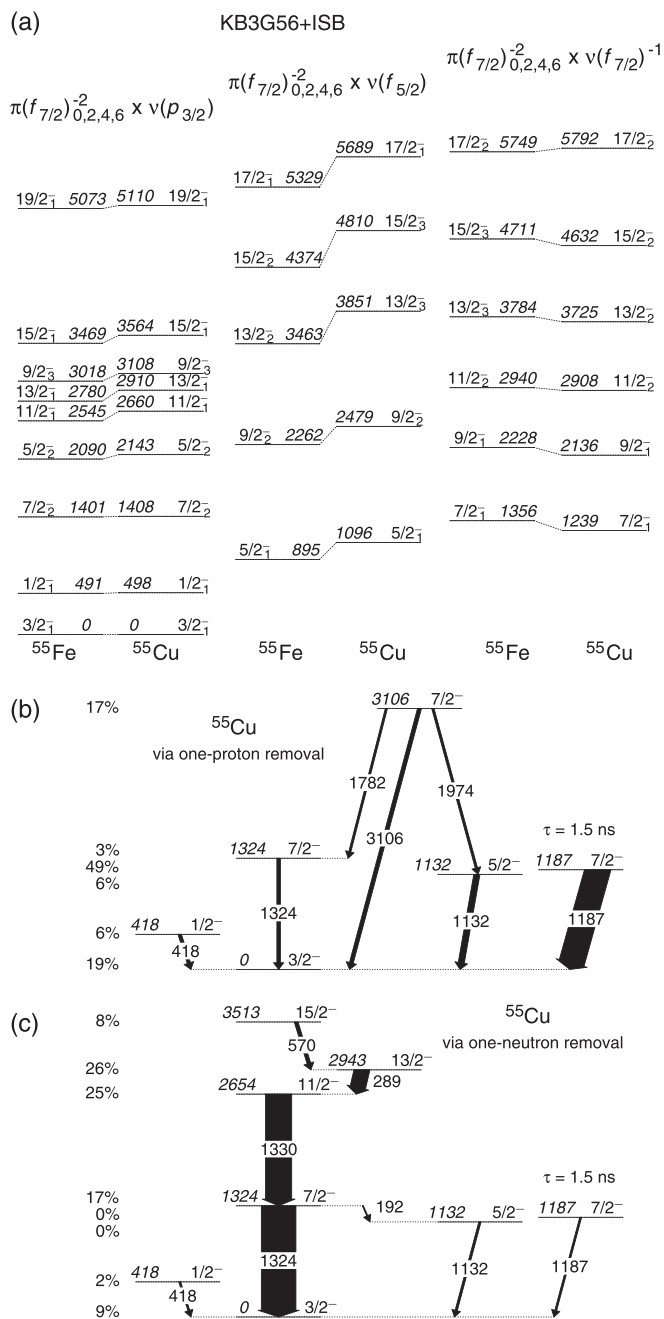 (a) KB3G56+ISB
π(f7/2)⁻²0,2,4,6 x ν(p3/2)
π(f7/2)⁻²0,2,4,6 x ν(f5/2)
π(f7/2)⁻²0,2,4,6 x ν(f7/2)⁻¹
19/2⁻1 5073 5110 19/2⁻1
15/2⁻1 3469 3564 15/2⁻1
9/2⁻3 3018 3108 9/2⁻3
13/2⁻1 2780 2910 13/2⁻1
11/2⁻1 2545 2660 11/2⁻1
5/2⁻2 2090 2143 5/2⁻2
7/2⁻2 1401 1408 7/2⁻2
1/2⁻1 491 498 1/2⁻1
3/2⁻1 0 0 3/2⁻1
⁵⁵Fe ⁵⁵Cu
17/2⁻1 5329 5689 17/2⁻1
15/2⁻2 4374 4810 15/2⁻3
13/2⁻2 3463 3851 13/2⁻3
9/2⁻2 2262 2479 9/2⁻2
5/2⁻1 895 1096 5/2⁻1
⁵⁵Fe ⁵⁵Cu
17/2⁻2 5749 5792 17/2⁻2
15/2⁻3 4711 4632 15/2⁻2
13/2⁻3 3784 3725 13/2⁻2
11/2⁻2 2940 2908 11/2⁻2
9/2⁻1 2228 2136 9/2⁻1
7/2⁻1 1356 1239 7/2⁻1
⁵⁵Fe ⁵⁵Cu
(b) 17% 3106 7/2⁻
⁵⁵Cu
via one-proton removal
1782 1974
3106
τ = 1.5 ns
3% 1324 7/2⁻
49% 1187 7/2⁻
6% 1132 5/2⁻
1324 1132 1187
6% 418 1/2⁻
418
19% 0 3/2⁻
(c) 8% 3513 15/2⁻
⁵⁵Cu
via one-neutron removal
570
26% 2943 13/2⁻
289
25% 2654 11/2⁻
1330
τ = 1.5 ns
17% 1324 7/2⁻
192
0% 1187 7/2⁻
0% 1132 5/2⁻
1324 1132 1187
2% 418 1/2⁻
418
9% 0 3/2⁻